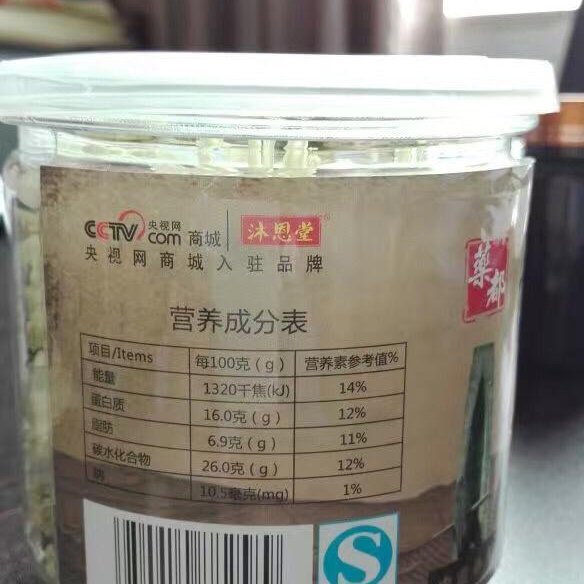 CCTV 央视网 .com 商城 沐恩堂
央视网商城入驻品牌
药都
营养成分表
项目/Items 每100克(g) 营养素参考值%
能量 1320千焦(kJ) 14%
蛋白质 16.0克(g) 12%
脂肪 6.9克(g) 11%
碳水化合物 26.0克(g) 12%
钠 10.5毫克(mg) 1%
S